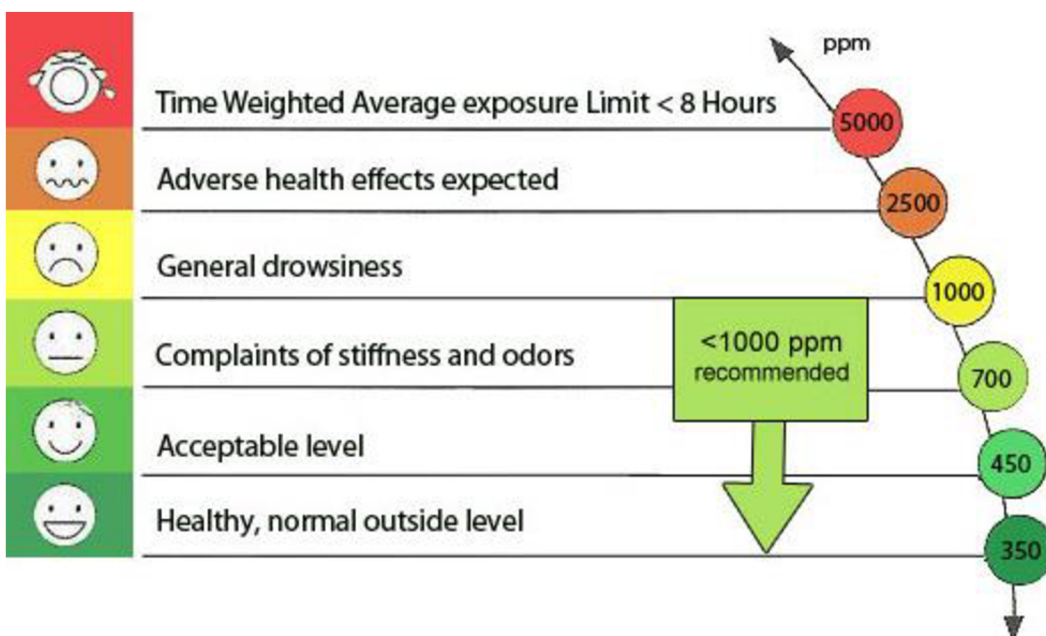 ppm
Time Weighted Average exposure Limit < 8 Hours
5000
Adverse health effects expected
2500
General drowsiness
1000
<1000 ppm
recommended
Complaints of stiffness and odors
700
Acceptable level
450
Healthy, normal outside level
350